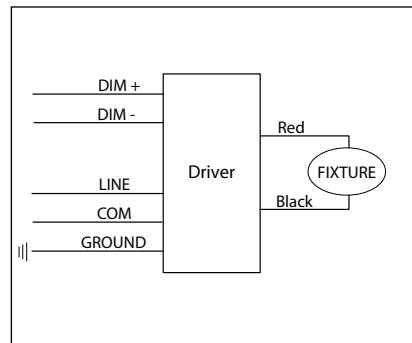 DIM +
DIM -
LINE
COM
GROUND
Driver
Red
Black
FIXTURE